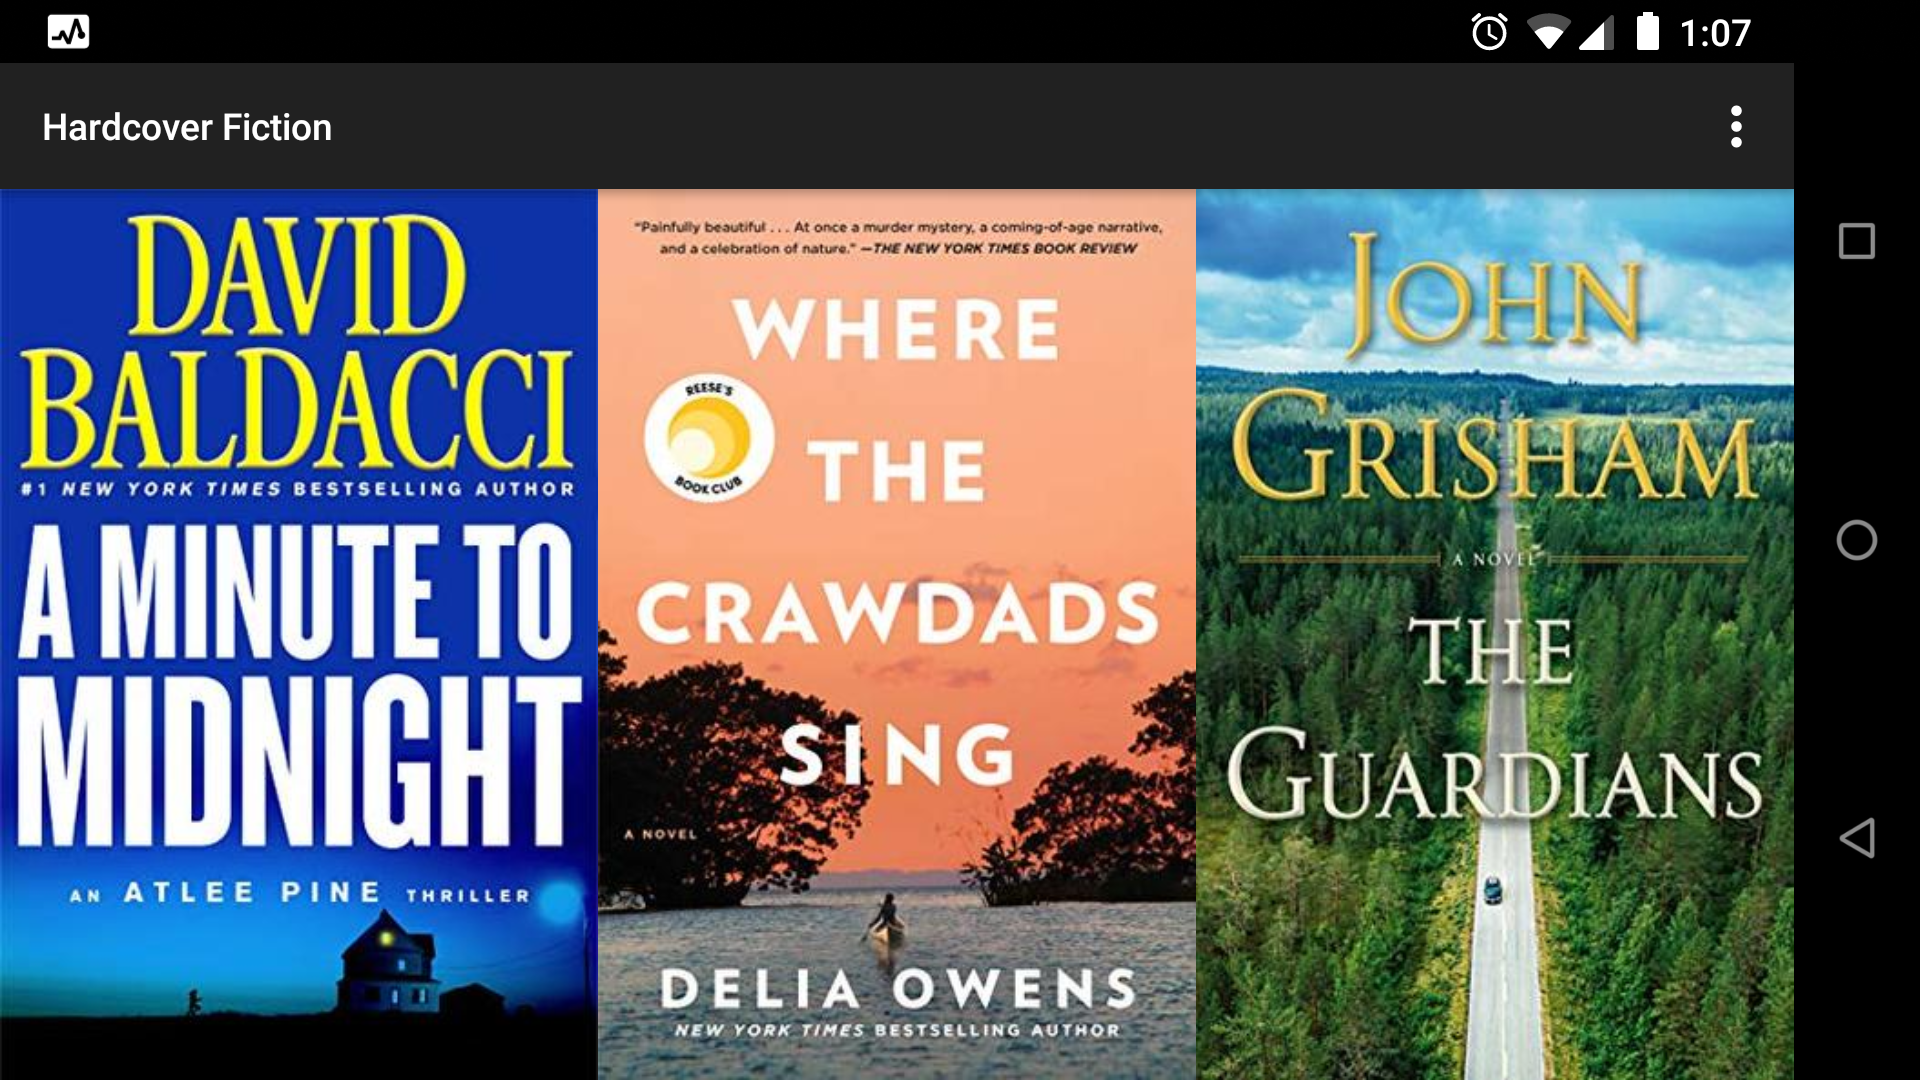 1:07
Hardcover Fiction
DAVID
BALDACCI
#1 NEW YORK TIMES BESTSELLING AUTHOR
A MINUTE TO
MIDNIGHT
AN ATLEE PINE THRILLER
"Painfully beautiful . . . At once a murder mystery, a coming-of-age narrative,
and a celebration of nature." —THE NEW YORK TIMES BOOK REVIEW
WHERE
REESE'S
BOOK CLUB
THE
CRAWDADS
SING
A NOVEL
DELIA OWENS
NEW YORK TIMES BESTSELLING AUTHOR
JOHN
GRISHAM
A NOVEL
THE
GUARDIANS